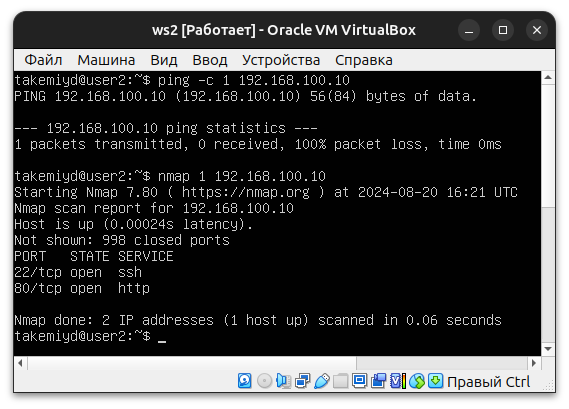 ws2 [Работает] - Oracle VM VirtualBox
Файл Машина Вид Ввод Устройства Справка
takemiyd@user2:~$ ping -c 1 192.168.100.10
PING 192.168.100.10 (192.168.100.10) 56(84) bytes of data.
--- 192.168.100.10 ping statistics ---
1 packets transmitted, 0 received, 100% packet loss, time 0ms
takemiyd@user2:~$ nmap 1 192.168.100.10
Starting Nmap 7.80 ( https://nmap.org ) at 2024-08-20 16:21 UTC
Nmap scan report for 192.168.100.10
Host is up (0.00024s latency).
Not shown: 998 closed ports
PORT   STATE SERVICE
22/tcp open  ssh
80/tcp open  http
Nmap done: 2 IP addresses (1 host up) scanned in 0.06 seconds
takemiyd@user2:~$ _
Правый Ctrl